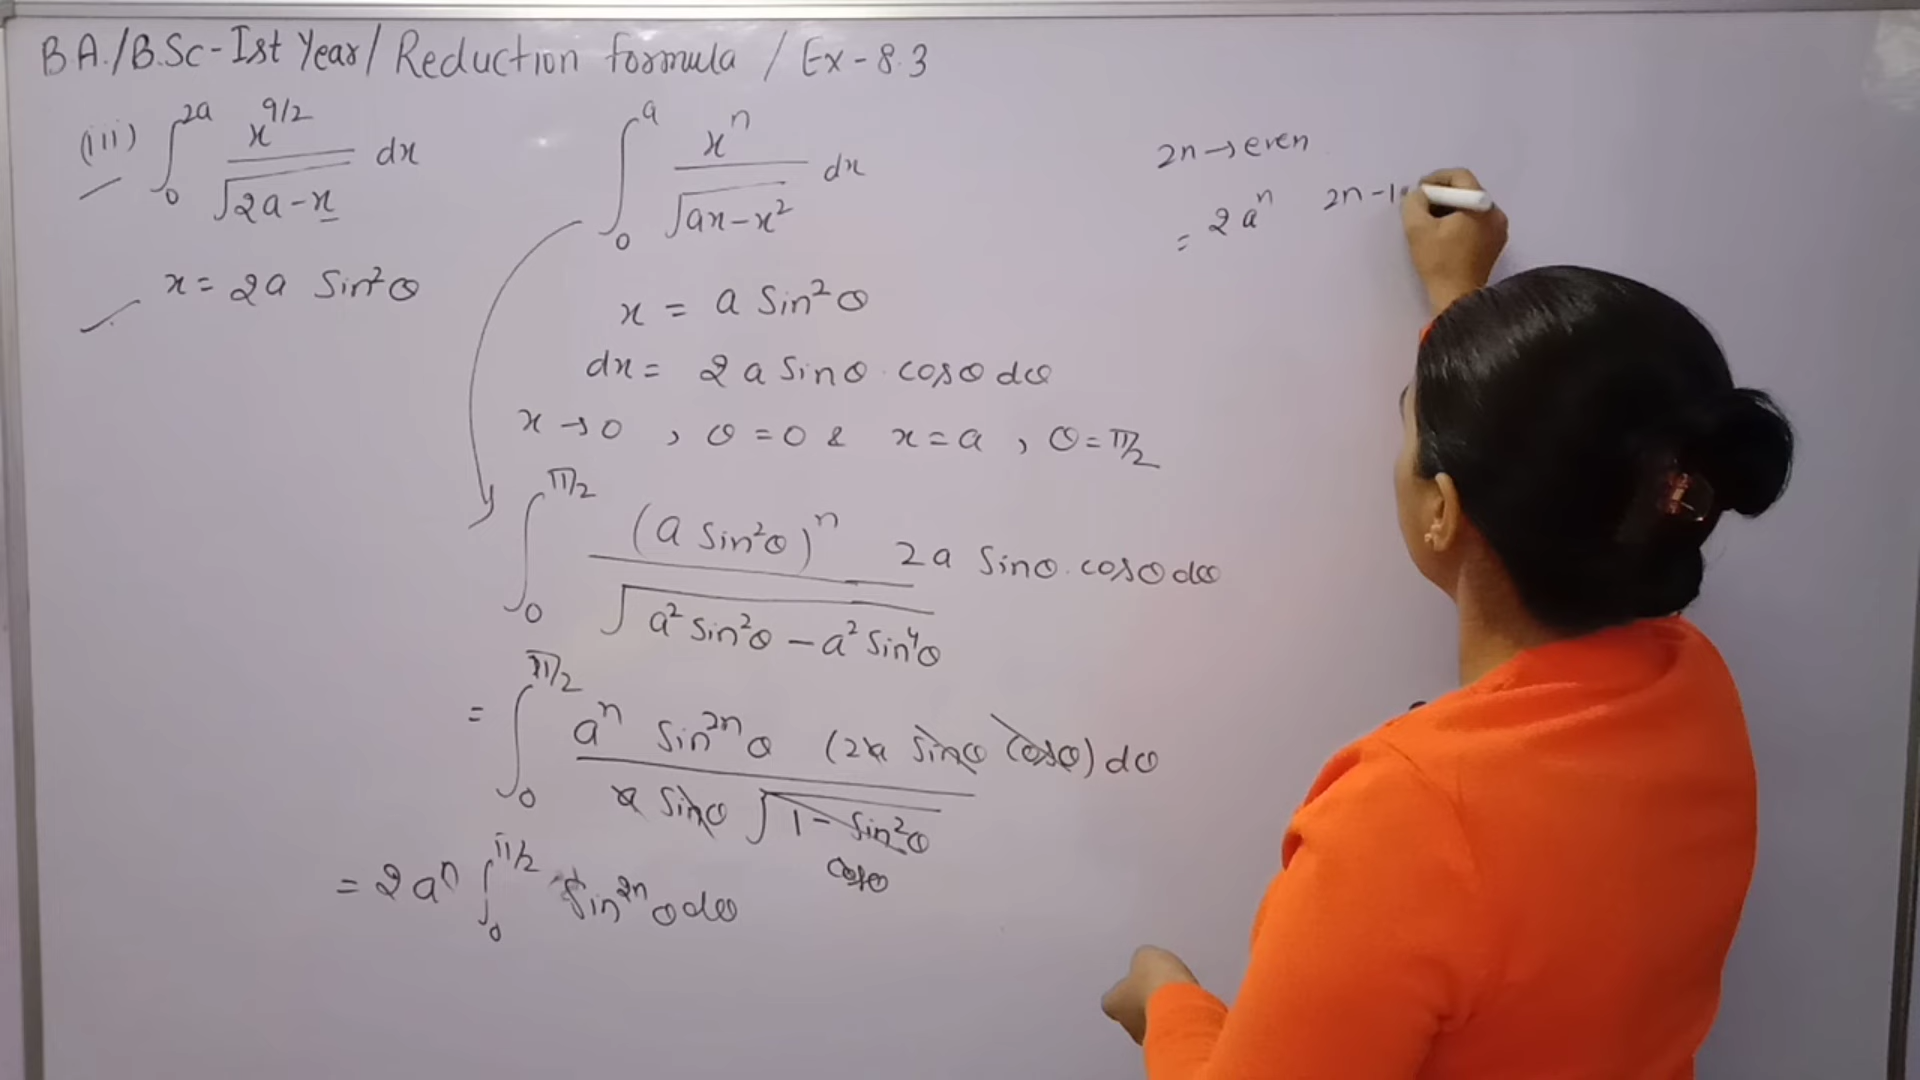 BA./B.Sc-Ist Year/Reduction formula / Ex-8.3
(iii) ∫₀^{2a} x^{9/2} / √(2a-x) dx
x = 2a Sin²θ
∫₀^{a} xⁿ / √(ax-x²) dx
x = a Sin²θ
dx = 2a Sinθ.cosθ dθ
x→0 , θ=0 & x=a , θ=π/2
∫₀^{π/2} (a Sin²θ)ⁿ 2a Sinθ.cosθ dθ / √(a² Sin²θ - a² Sin⁴θ)
= ∫₀^{π/2} aⁿ Sin²ⁿθ (2a Sinθ Cosθ) dθ / a Sinθ √(1-Sin²θ)
Cosθ
= 2aⁿ ∫₀^{π/2} Sin²ⁿθ dθ
2n→even
= 2aⁿ 2n-1